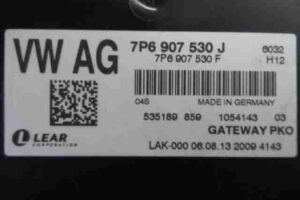 VW AG
7P6 907 530 J 6032
7P6 907 530 F H12
04S MADE IN GERMANY
535189 859 1054143 03
GATEWAY PKO
LEAR
CORPORATION
LAK-000 06.08.13 2009 4143